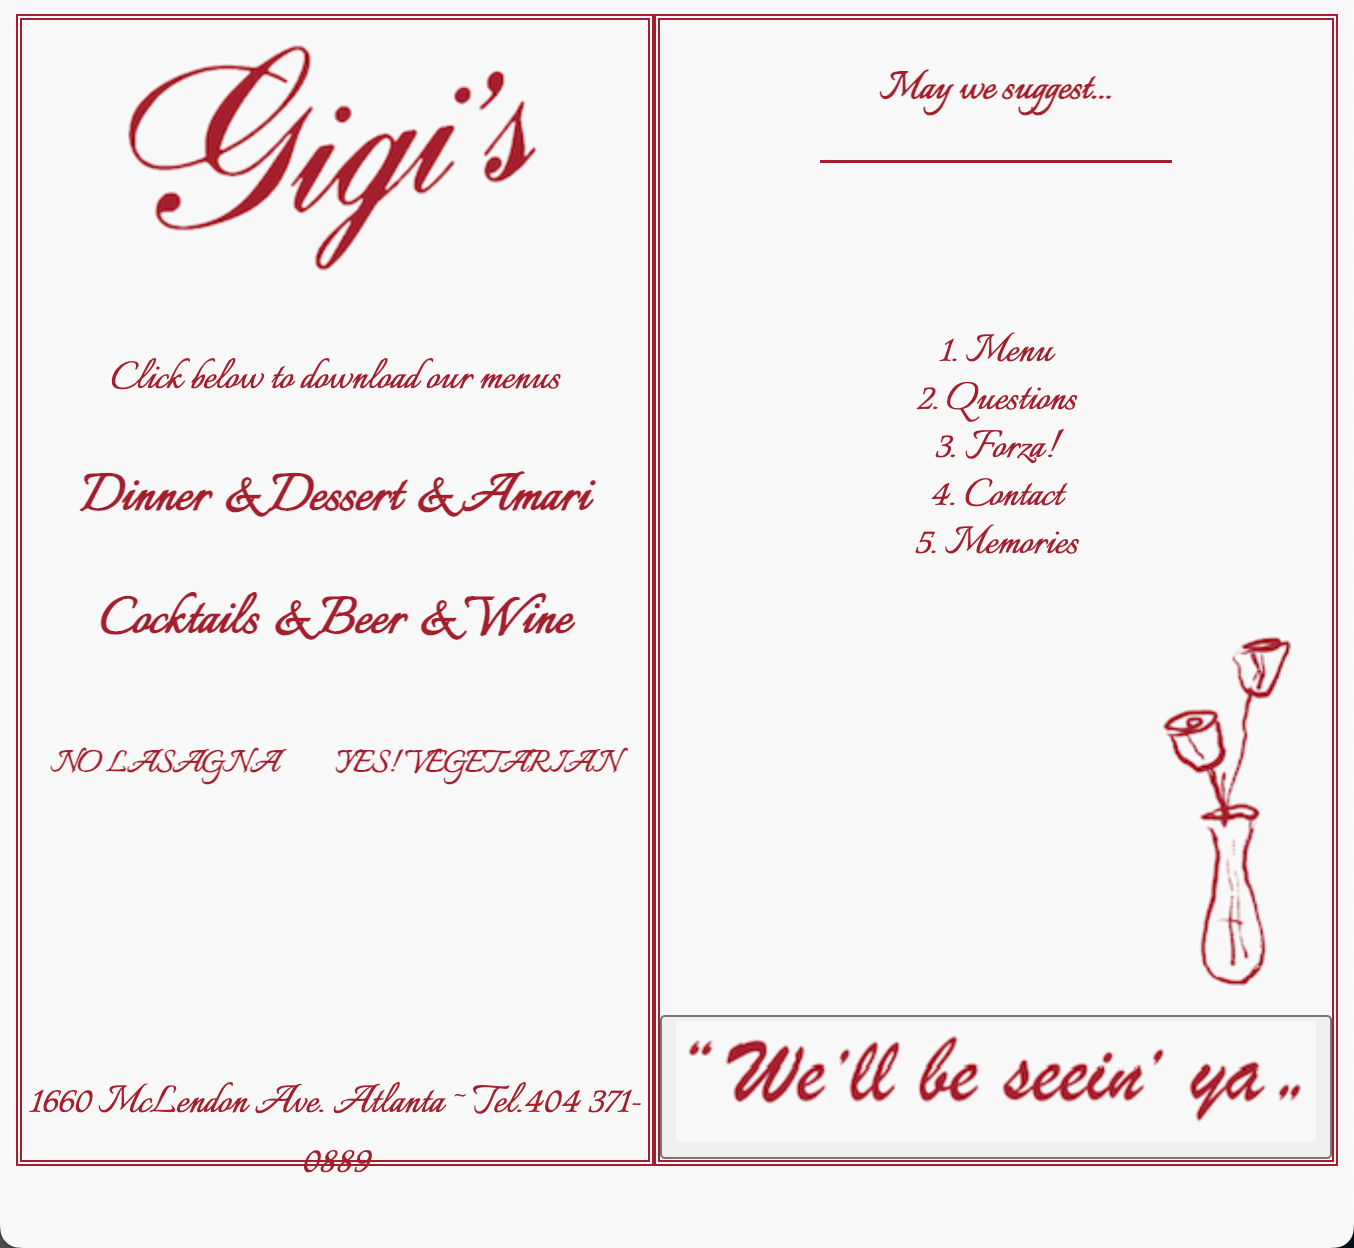 Gigi's
Click below to download our menus
Dinner & Dessert & Amari
Cocktails & Beer & Wine
NO LASAGNA YES! VEGETARIAN
1660 McLendon Ave. Atlanta ~ Tel.404 371-
0889
May we suggest...
1. Menu
2. Questions
3. Forza!
4. Contact
5. Memories
“We'll be seein' ya„